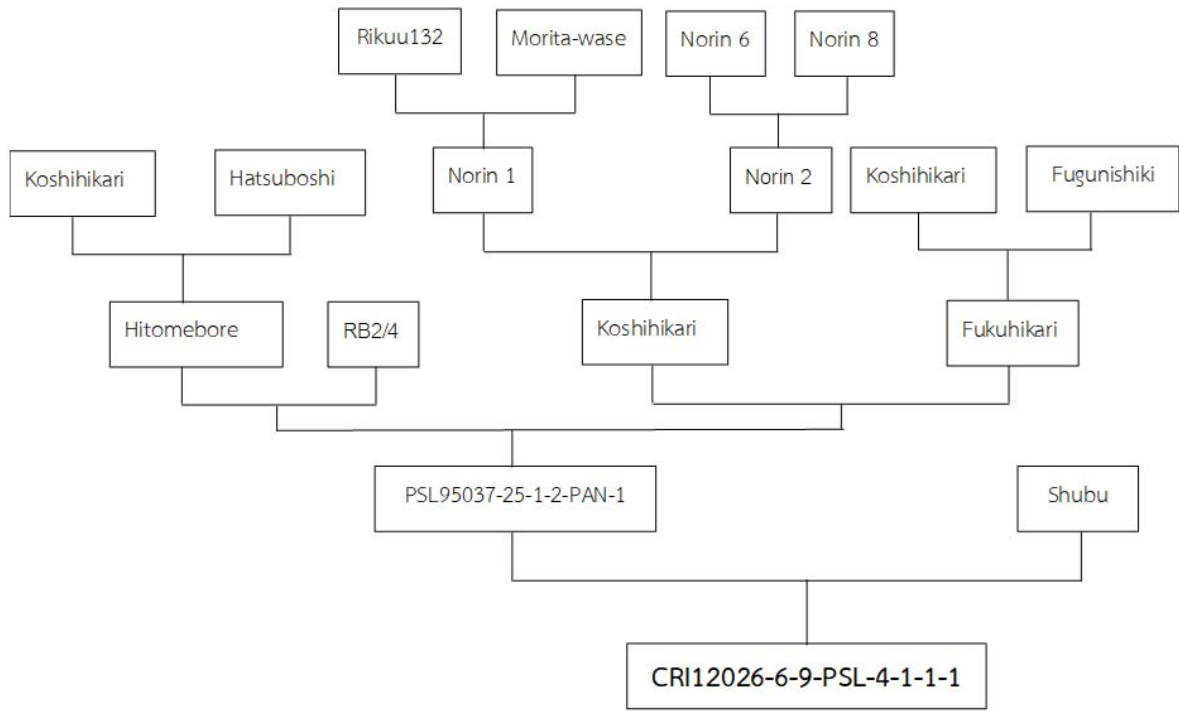 Rikuu132
Morita-wase
Norin 6
Norin 8
Koshihikari
Hatsuboshi
Norin 1
Norin 2
Koshihikari
Fugunishiki
Hitomebore
RB2/4
Koshihikari
Fukuhikari
PSL95037-25-1-2-PAN-1
Shubu
CRI12026-6-9-PSL-4-1-1-1